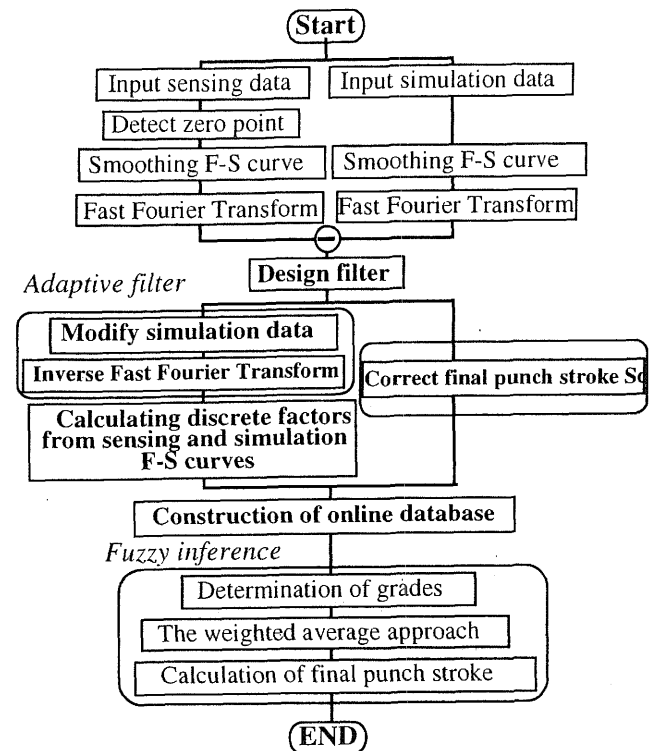 Start
Input sensing data
Input simulation data
Detect zero point
Smoothing F-S curve
Smoothing F-S curve
Fast Fourier Transform
Fast Fourier Transform
Design filter
Adaptive filter
Modify simulation data
Inverse Fast Fourier Transform
Correct final punch stroke Sc
Calculating discrete factors
from sensing and simulation
F-S curves
Construction of online database
Fuzzy inference
Determination of grades
The weighted average approach
Calculation of final punch stroke
END